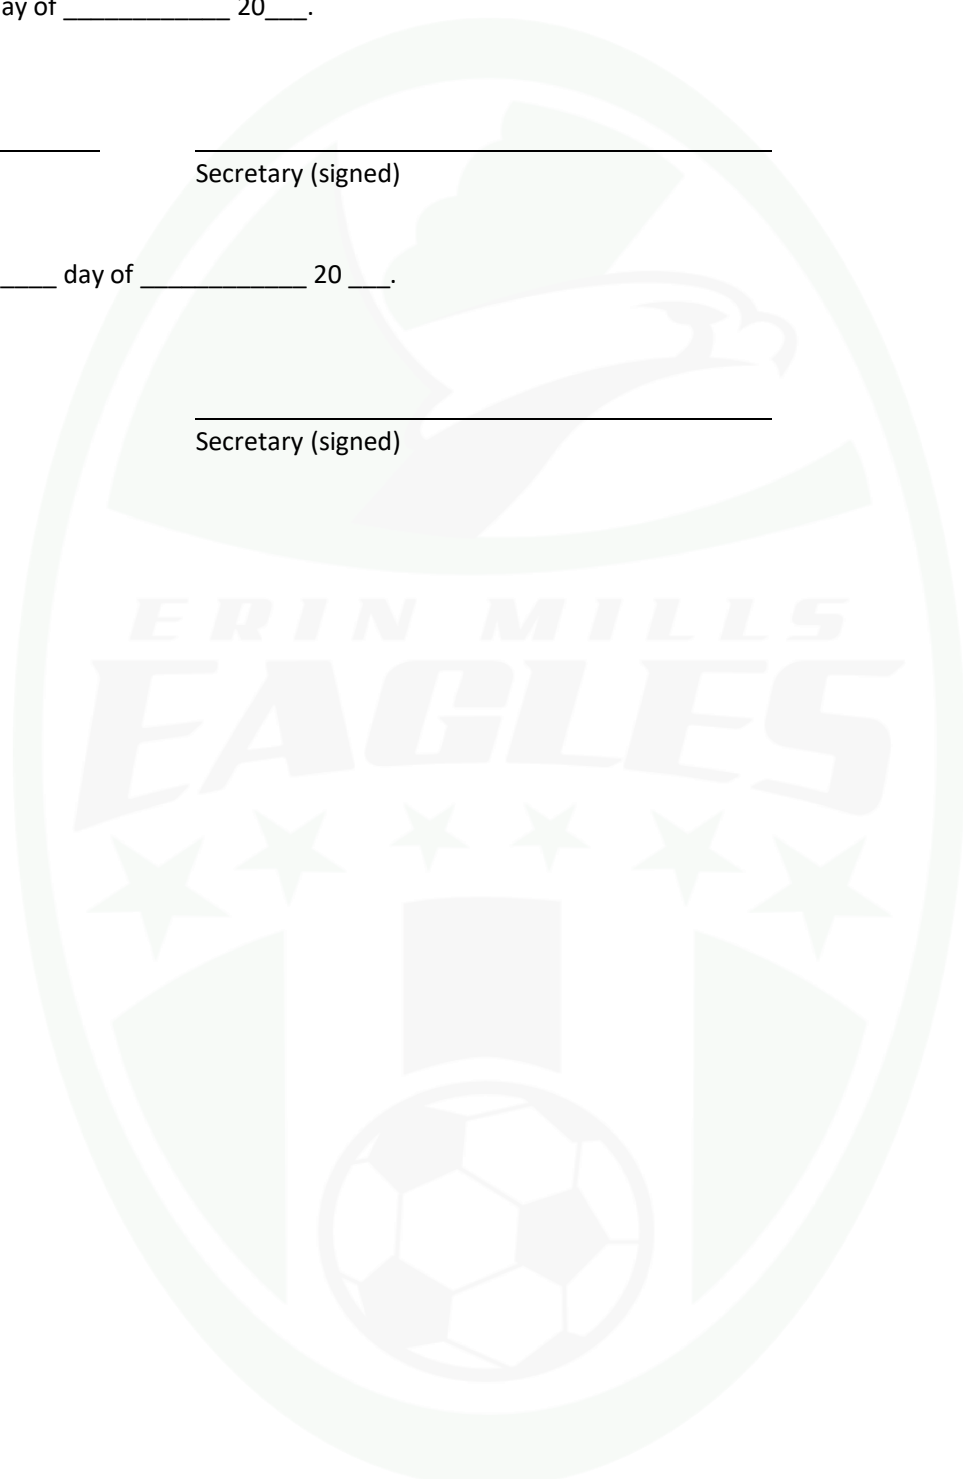 ay of ____________ 20___.
Secretary (signed)
____ day of ____________ 20 ___.
Secretary (signed)
ERIN MILLS
EAGLES